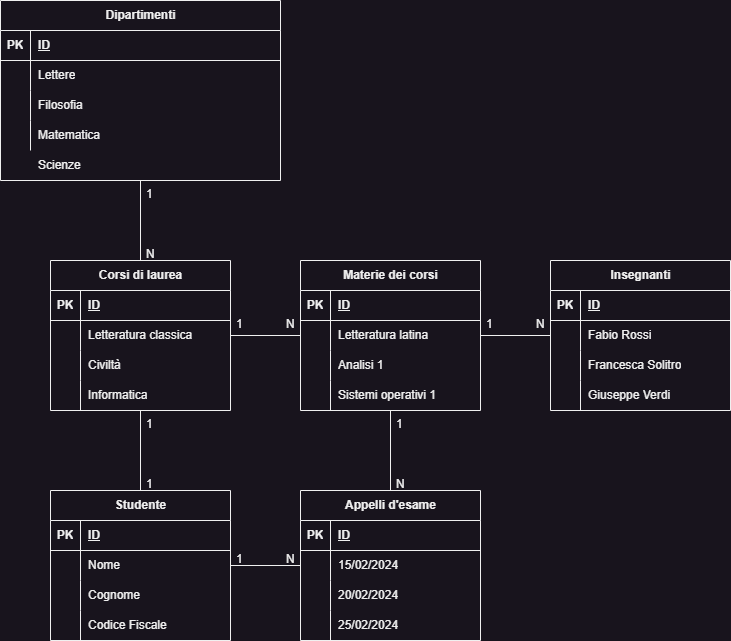 Dipartimenti
PK ID
Lettere
Filosofia
Matematica
Scienze
1
N
Corsi di laurea
PK ID
Letteratura classica
Civiltà
Informatica
1 N
Materie dei corsi
PK ID
Letteratura latina
Analisi 1
Sistemi operativi 1
1 N
Insegnanti
PK ID
Fabio Rossi
Francesca Solitro
Giuseppe Verdi
1
1
1
N
Studente
PK ID
Nome
Cognome
Codice Fiscale
1 N
Appelli d'esame
PK ID
15/02/2024
20/02/2024
25/02/2024